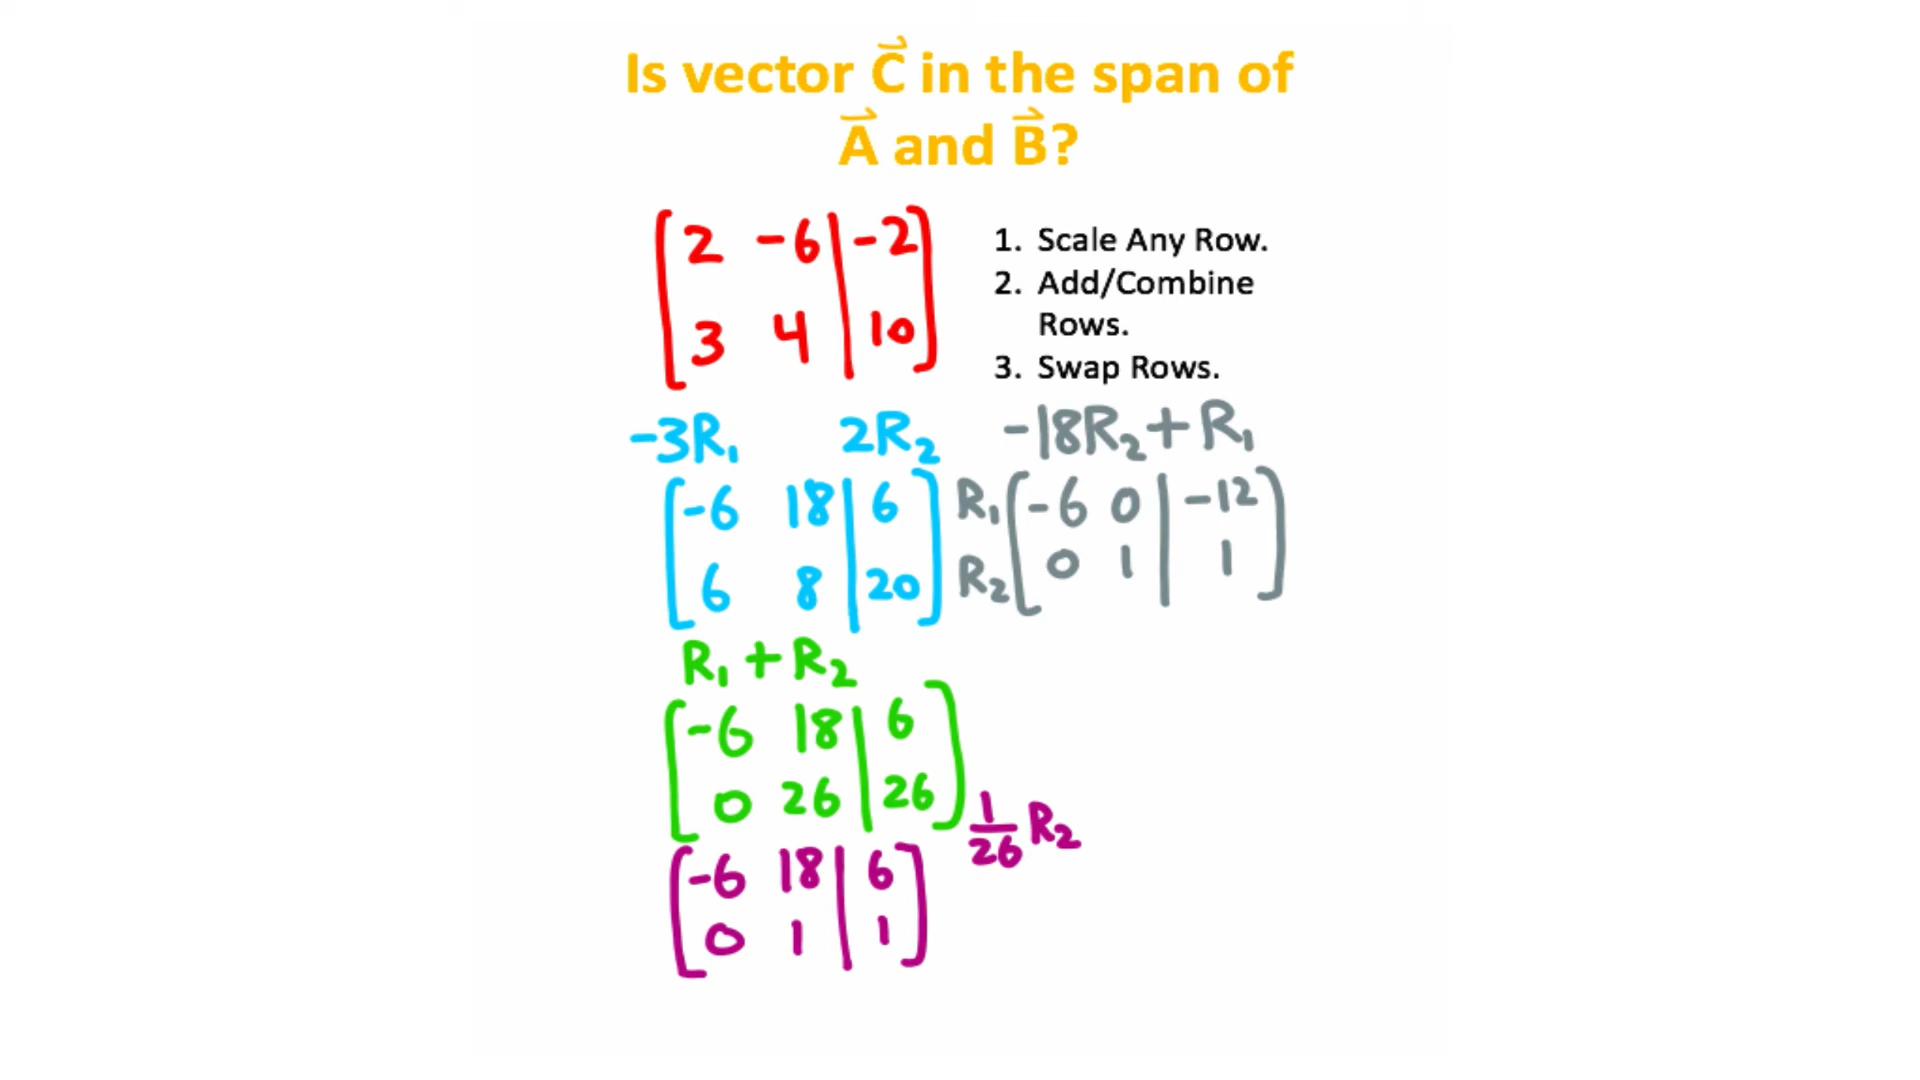 Is vector C⃗ in the span of
A⃗ and B⃗?
[2 -6 | -2]
[3 4 | 10]
1. Scale Any Row.
2. Add/Combine
Rows.
3. Swap Rows.
-3R₁ 2R₂
[-6 18 | 6]
[6 8 | 20]
-18R₂+R₁
R₁ [-6 0 | -12]
R₂ [0 1 | 1]
R₁+R₂
[-6 18 | 6]
[0 26 | 26]
1/26 R₂
[-6 18 | 6]
[0 1 | 1]